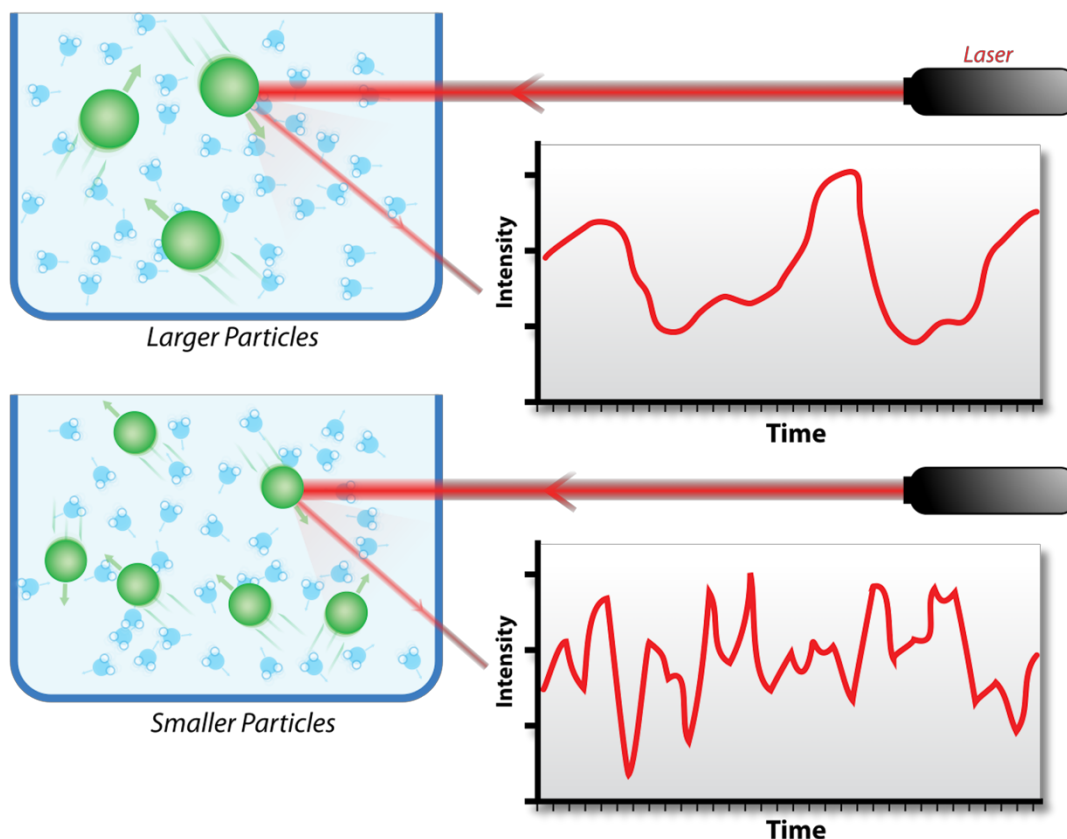 Laser
Intensity
Time
Larger Particles
Intensity
Time
Smaller Particles